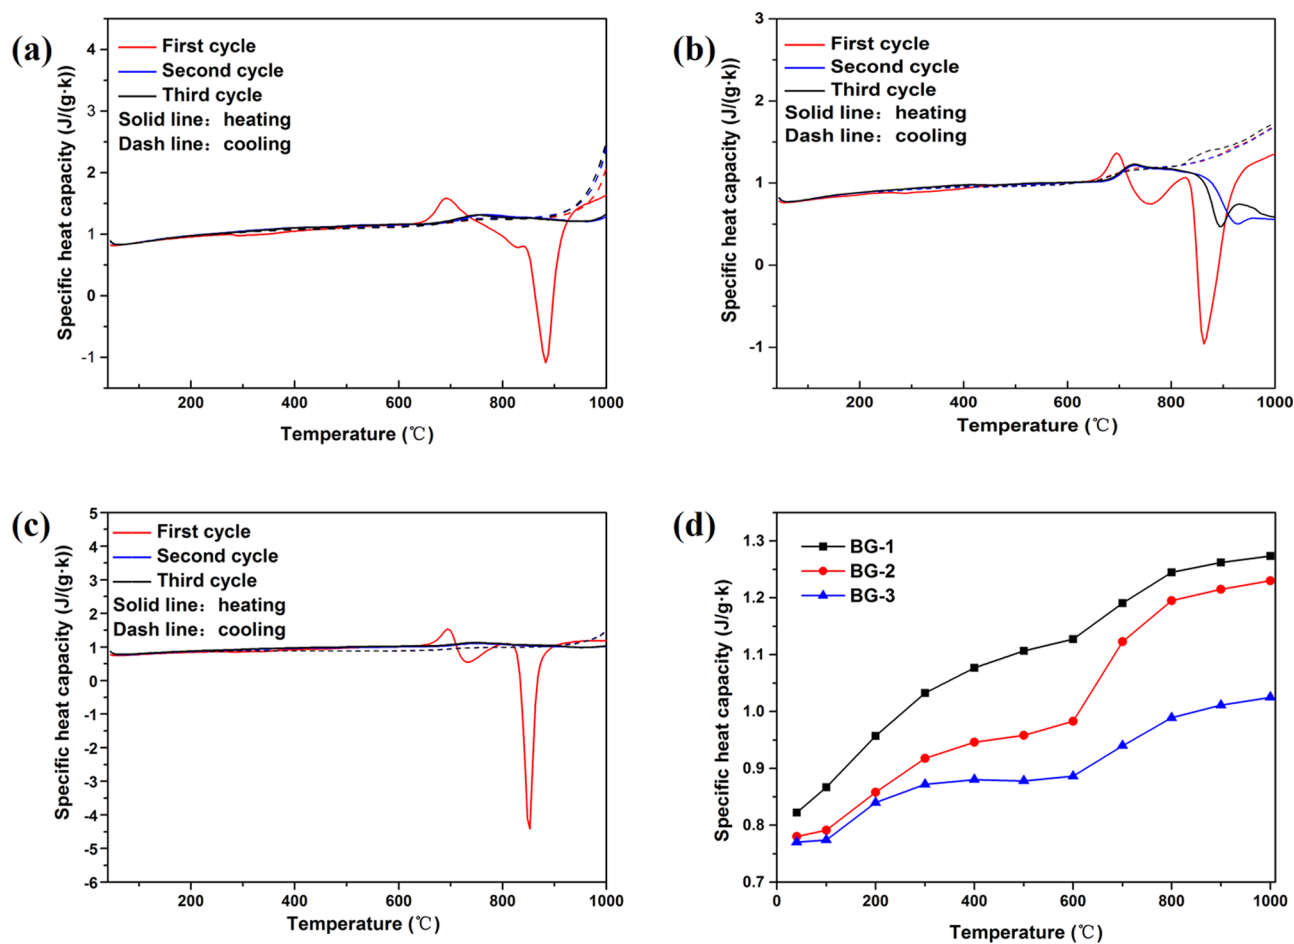 (a)
First cycle
Second cycle
Third cycle
Solid line: heating
Dash line: cooling
Specific heat capacity (J/(g·k))
4
3
2
1
0
-1
200
400
600
800
1000
Temperature (℃)
(b)
First cycle
Second cycle
Third cycle
Solid line: heating
Dash line: cooling
Specific heat capacity (J/(g·k))
3
2
1
0
-1
200
400
600
800
1000
Temperature (℃)
(c)
First cycle
Second cycle
Third cycle
Solid line: heating
Dash line: cooling
Specific heat capacity (J/(g·k))
5
4
3
2
1
0
-1
-2
-3
-4
-5
-6
200
400
600
800
1000
Temperature (℃)
(d)
BG-1
BG-2
BG-3
Specific heat capacity (J/g·k)
1.3
1.2
1.1
1.0
0.9
0.8
0.7
0
200
400
600
800
1000
Temperature (℃)